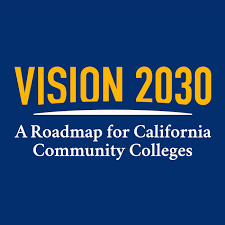 VISION 2030
A Roadmap for California
Community Colleges